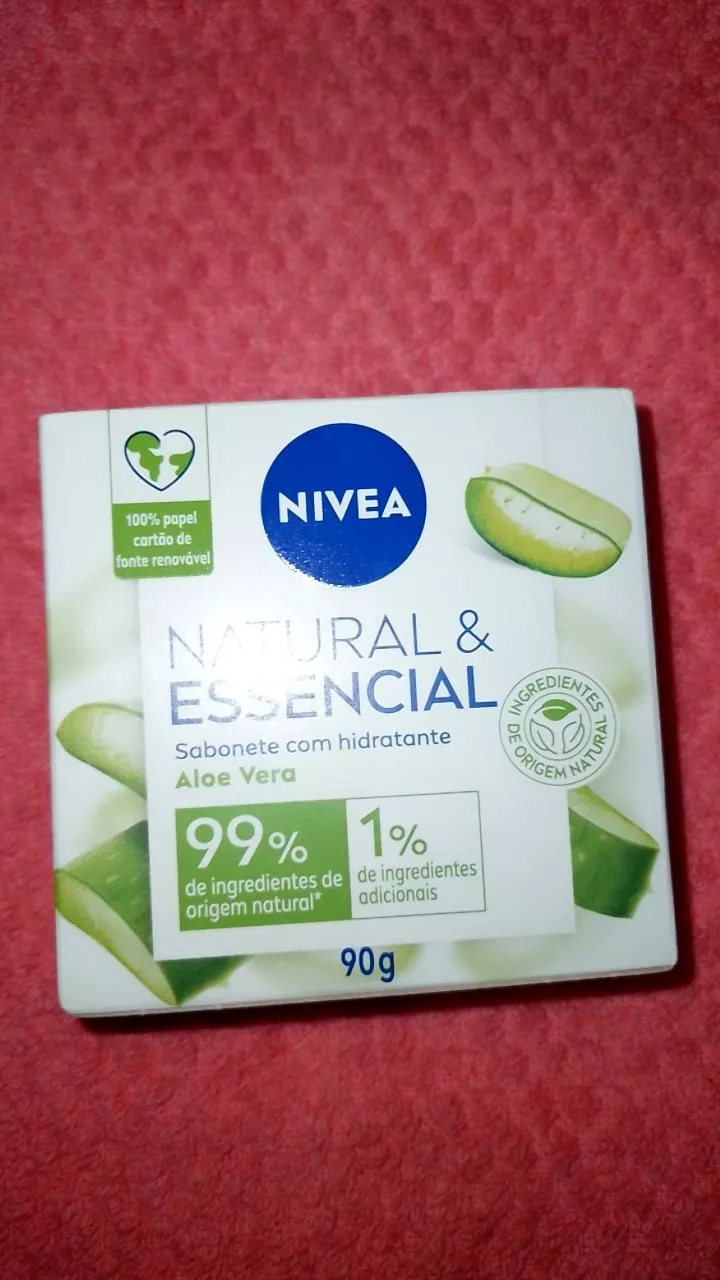 100% papel
cartão de
fonte renovável
NIVEA
NATURAL &
ESSENCIAL
Sabonete com hidratante
Aloe Vera
INGREDIENTES
DE ORIGEM NATURAL
99%
de ingredientes de
origem natural*
1%
de ingredientes
adicionais
90g